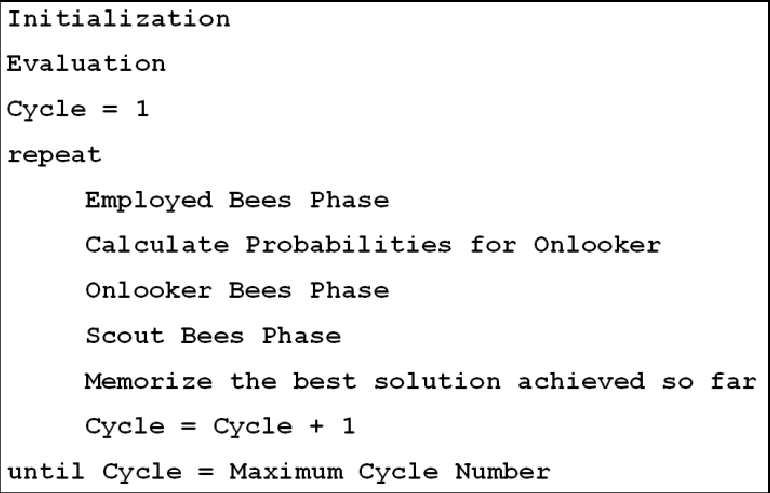 Initialization
Evaluation
Cycle = 1
repeat
Employed Bees Phase
Calculate Probabilities for Onlooker
Onlooker Bees Phase
Scout Bees Phase
Memorize the best solution achieved so far
Cycle = Cycle + 1
until Cycle = Maximum Cycle Number